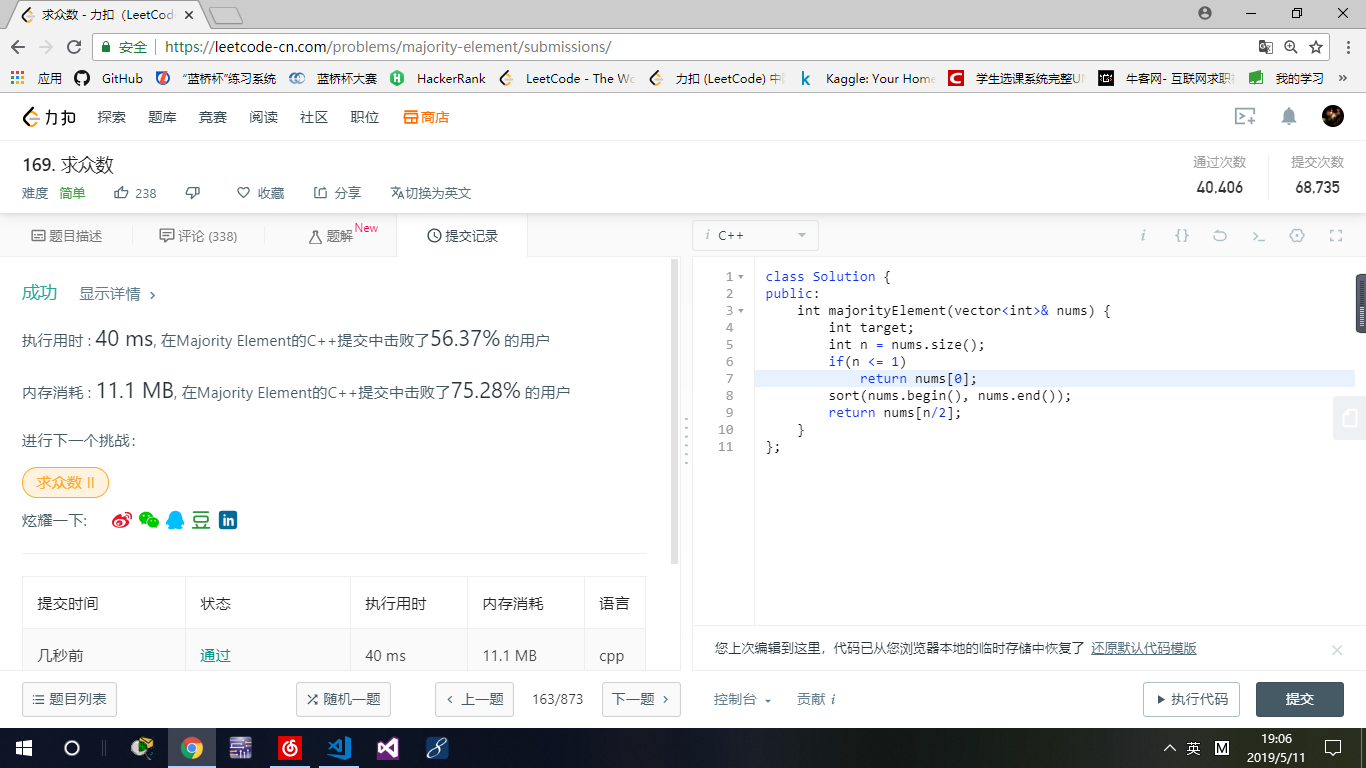 求众数 - 力扣（LeetCod
安全 https://leetcode-cn.com/problems/majority-element/submissions/
应用 GitHub “蓝桥杯”练习系统 蓝桥杯大赛 HackerRank LeetCode - The Wo 力扣 (LeetCode) 中 Kaggle: Your Home 学生选课系统完整U 牛客网- 互联网求职 我的学习 »
力扣 探索 题库 竞赛 阅读 社区 职位 商店
169. 求众数
通过次数 提交次数
40,406 68,735
难度 简单 238 收藏 分享 切换为英文
题目描述 评论 (338) 题解 New 提交记录
i C++
成功 显示详情 >
执行用时 : 40 ms, 在Majority Element的C++提交中击败了56.37% 的用户
内存消耗 : 11.1 MB, 在Majority Element的C++提交中击败了75.28% 的用户
进行下一个挑战：
求众数 II
炫耀一下:
提交时间 状态 执行用时 内存消耗 语言
几秒前 通过 40 ms 11.1 MB cpp
1 class Solution {
2 public:
3     int majorityElement(vector<int>& nums) {
4         int target;
5         int n = nums.size();
6         if(n <= 1)
7             return nums[0];
8         sort(nums.begin(), nums.end());
9         return nums[n/2];
10     }
11 };
您上次编辑到这里，代码已从您浏览器本地的临时存储中恢复了 还原默认代码模版
题目列表 随机一题 < 上一题 163/873 下一题 > 控制台 贡献 i 执行代码 提交
英 M 19:06
2019/5/11